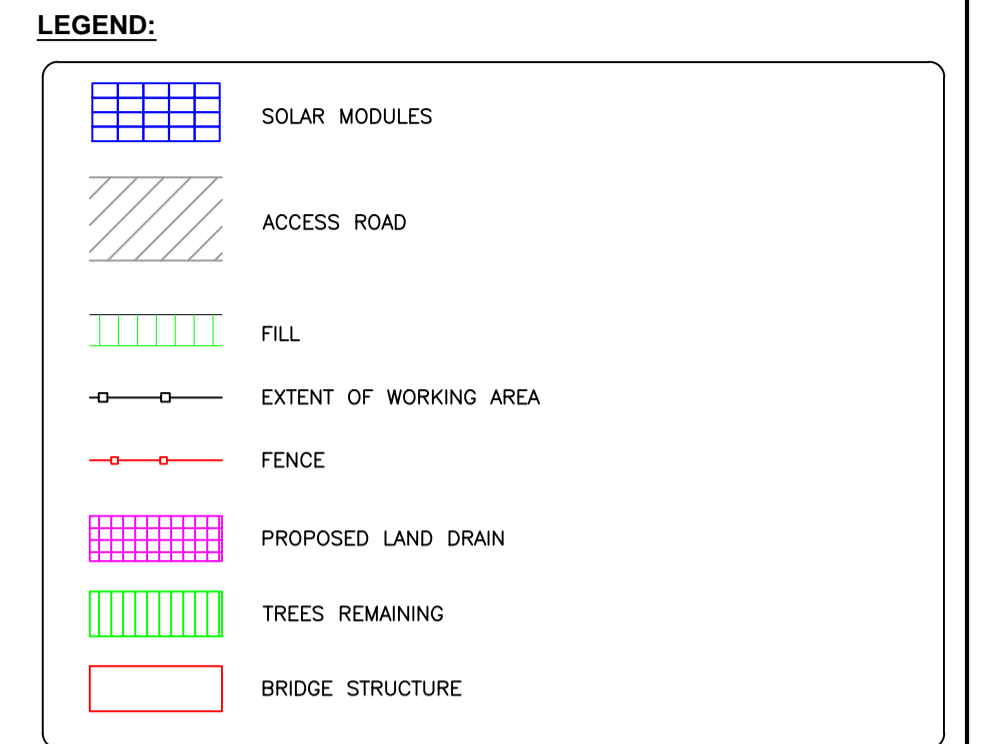 LEGEND:
SOLAR MODULES
ACCESS ROAD
FILL
EXTENT OF WORKING AREA
FENCE
PROPOSED LAND DRAIN
TREES REMAINING
BRIDGE STRUCTURE